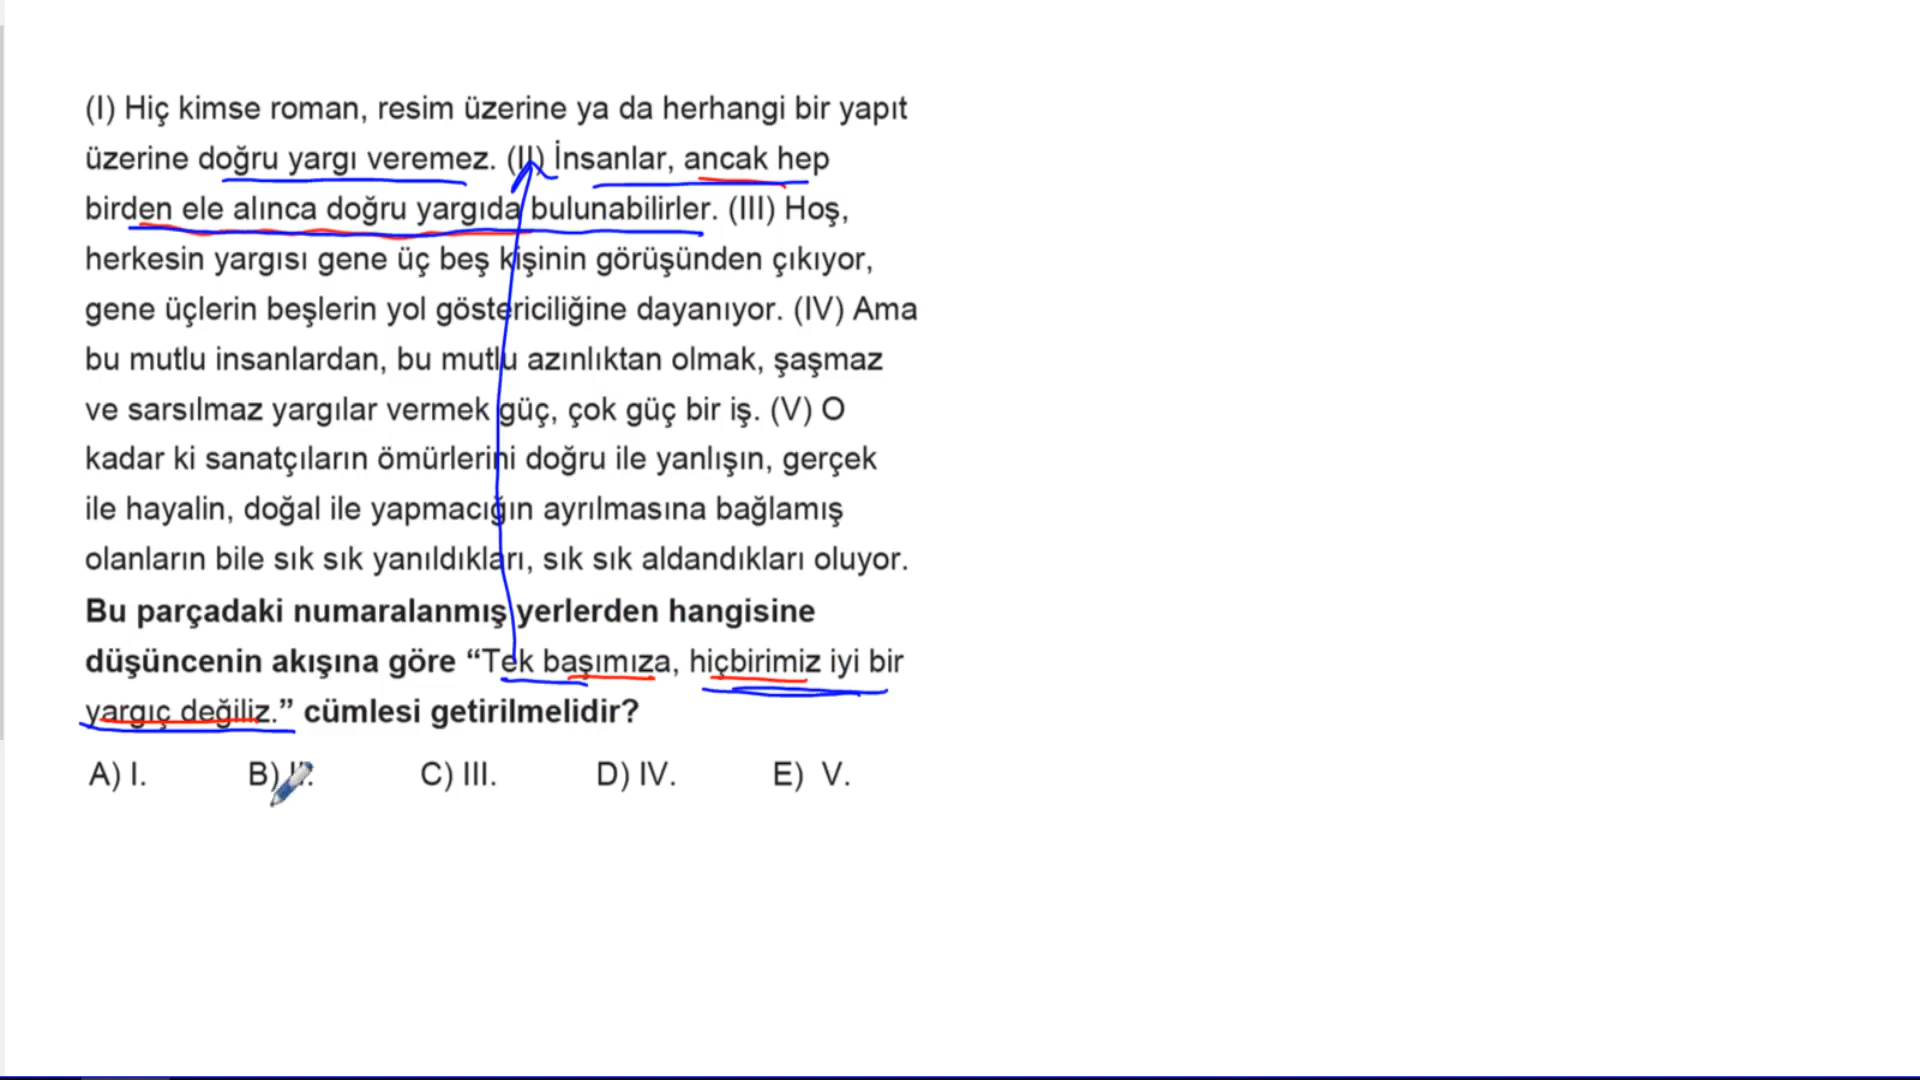 (I) Hiç kimse roman, resim üzerine ya da herhangi bir yapıt
üzerine doğru yargı veremez. (II) İnsanlar, ancak hep
birden ele alınca doğru yargıda bulunabilirler. (III) Hoş,
herkesin yargısı gene üç beş kişinin görüşünden çıkıyor,
gene üçlerin beşlerin yol göstericiliğine dayanıyor. (IV) Ama
bu mutlu insanlardan, bu mutlu azınlıktan olmak, şaşmaz
ve sarsılmaz yargılar vermek güç, çok güç bir iş. (V) O
kadar ki sanatçıların ömürlerini doğru ile yanlışın, gerçek
ile hayalin, doğal ile yapmacığın ayrılmasına bağlamış
olanların bile sık sık yanıldıkları, sık sık aldandıkları oluyor.
Bu parçadaki numaralanmış yerlerden hangisine
düşüncenin akışına göre “Tek başımıza, hiçbirimiz iyi bir
yargıç değiliz.” cümlesi getirilmelidir?
A) I. B) II. C) III. D) IV. E) V.